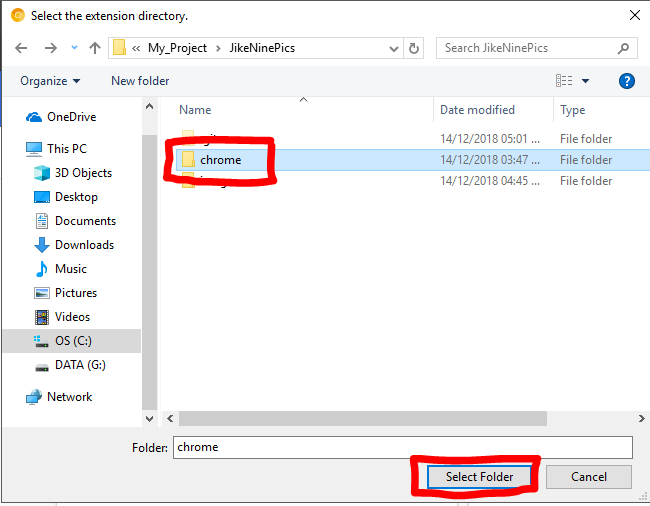 Select the extension directory.
« My_Project > JikeNinePics
Search JikeNinePics
Organize
New folder
Name
Date modified
Type
14/12/2018 05:01 ...
File folder
chrome
14/12/2018 03:47 ...
File folder
14/12/2018 04:45 ...
File folder
OneDrive
This PC
3D Objects
Desktop
Documents
Downloads
Music
Pictures
Videos
OS (C:)
DATA (G:)
Network
Folder:
chrome
Select Folder
Cancel